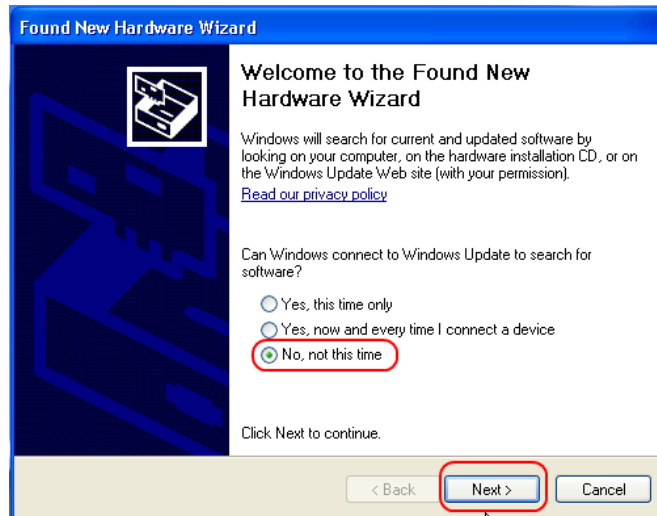 Found New Hardware Wizard
Welcome to the Found New
Hardware Wizard
Windows will search for current and updated software by
looking on your computer, on the hardware installation CD, or on
the Windows Update Web site (with your permission).
Read our privacy policy
Can Windows connect to Windows Update to search for
software?
Yes, this time only
Yes, now and every time I connect a device
No, not this time
Click Next to continue.
< Back
Next >
Cancel